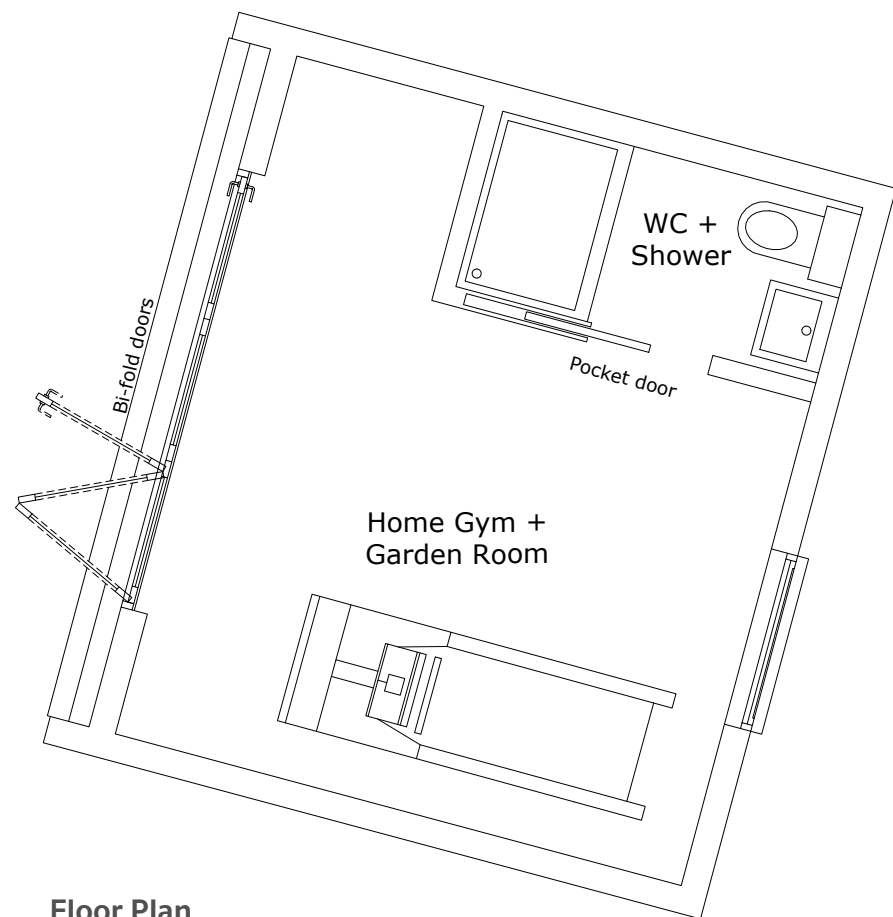 WC +
Shower
Bi-fold doors
Pocket door
Home Gym +
Garden Room
Floor Plan